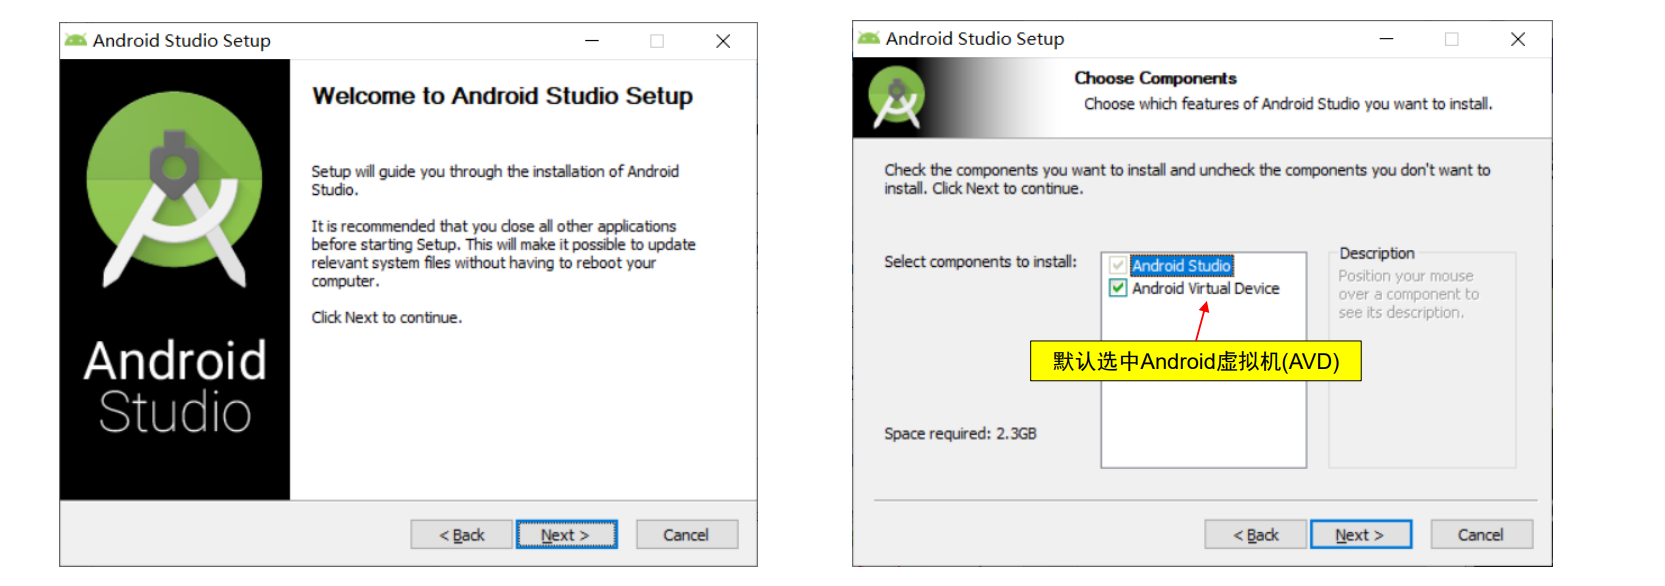 Android Studio Setup
Welcome to Android Studio Setup
Setup will guide you through the installation of Android
Studio.
It is recommended that you close all other applications
before starting Setup. This will make it possible to update
relevant system files without having to reboot your
computer.
Click Next to continue.
Android
Studio
< Back
Next >
Cancel
Android Studio Setup
Choose Components
Choose which features of Android Studio you want to install.
Check the components you want to install and uncheck the components you don't want to
install. Click Next to continue.
Select components to install:
Android Studio
Android Virtual Device
Description
Position your mouse
over a component to
see its description.
默认选中Android虚拟机(AVD)
Space required: 2.3GB
< Back
Next >
Cancel